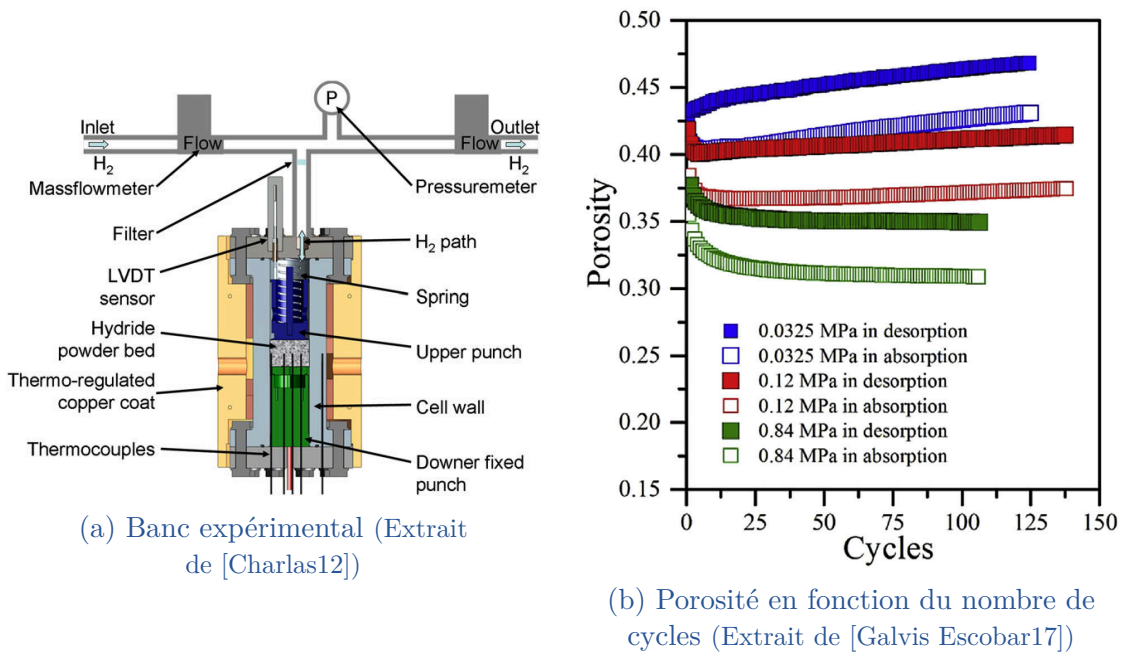 P
Inlet
Flow
Flow
Outlet
H2
H2
Massflowmeter
Pressuremeter
Filter
H2 path
LVDT
sensor
Spring
Hydride
powder bed
Upper punch
Thermo-regulated
copper coat
Cell wall
Thermocouples
Downer fixed
punch
(a) Banc expérimental (Extrait
de [Charlas12])
0.50
0.45
0.40
0.35
0.30
0.25
0.20
0.15
Porosity
0.0325 MPa in desorption
0.0325 MPa in absorption
0.12 MPa in desorption
0.12 MPa in absorption
0.84 MPa in desorption
0.84 MPa in absorption
0 25 50 75 100 125 150
Cycles
(b) Porosité en fonction du nombre de
cycles (Extrait de [Galvis Escobar17])